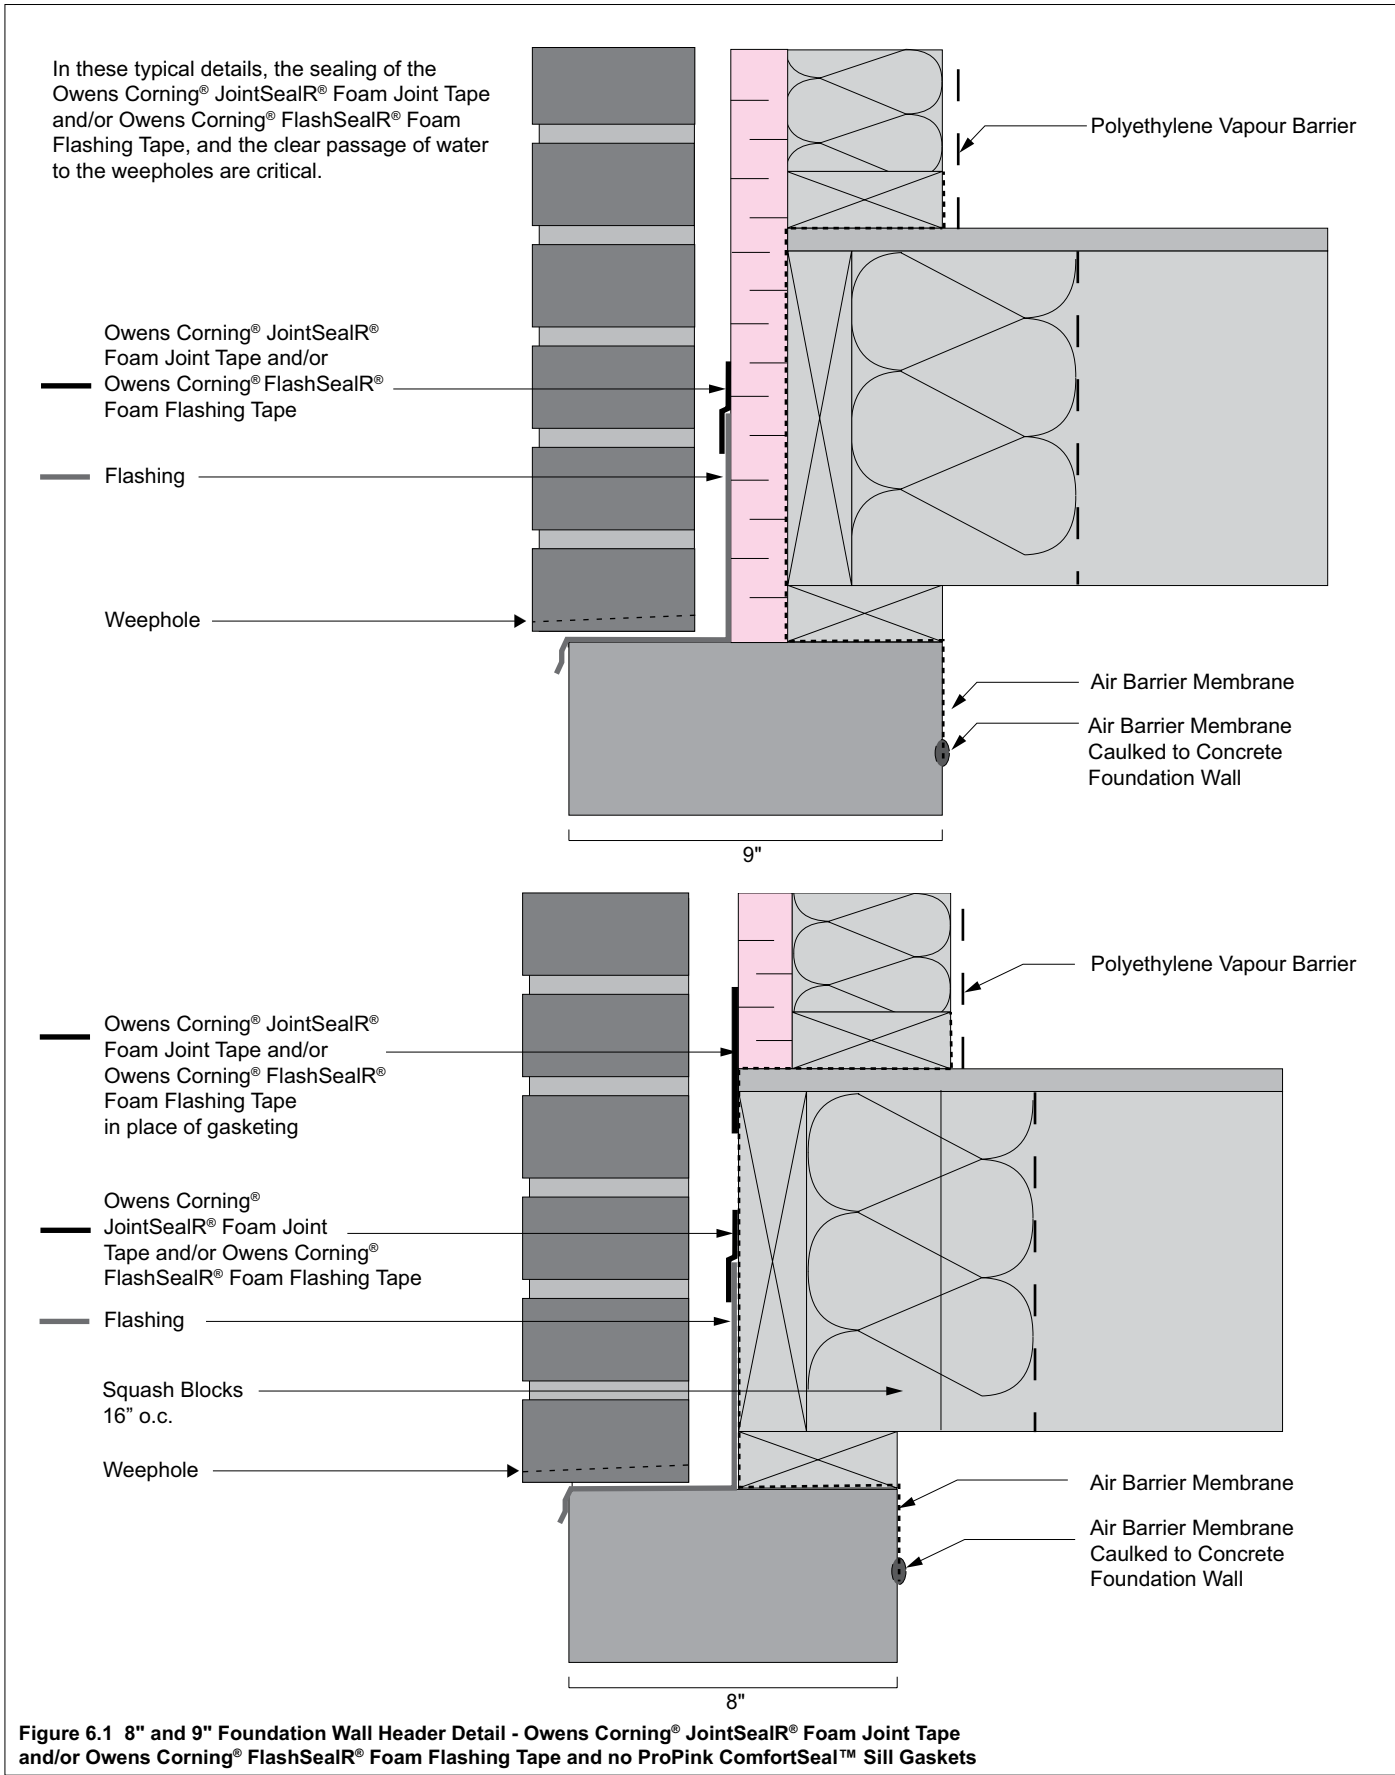 In these typical details, the sealing of the
Owens Corning® JointSealR® Foam Joint Tape
and/or Owens Corning® FlashSealR® Foam
Flashing Tape, and the clear passage of water
to the weepholes are critical.
Polyethylene Vapour Barrier
Owens Corning® JointSealR®
Foam Joint Tape and/or
Owens Corning® FlashSealR®
Foam Flashing Tape
Flashing
Weephole
Air Barrier Membrane
Air Barrier Membrane
Caulked to Concrete
Foundation Wall
9"
Polyethylene Vapour Barrier
Owens Corning® JointSealR®
Foam Joint Tape and/or
Owens Corning® FlashSealR®
Foam Flashing Tape
in place of gasketing
Owens Corning®
JointSealR® Foam Joint
Tape and/or Owens Corning®
FlashSealR® Foam Flashing Tape
Flashing
Squash Blocks
16” o.c.
Weephole
Air Barrier Membrane
Air Barrier Membrane
Caulked to Concrete
Foundation Wall
8"
Figure 6.1 8" and 9" Foundation Wall Header Detail - Owens Corning® JointSealR® Foam Joint Tape
and/or Owens Corning® FlashSealR® Foam Flashing Tape and no ProPink ComfortSeal™ Sill Gaskets